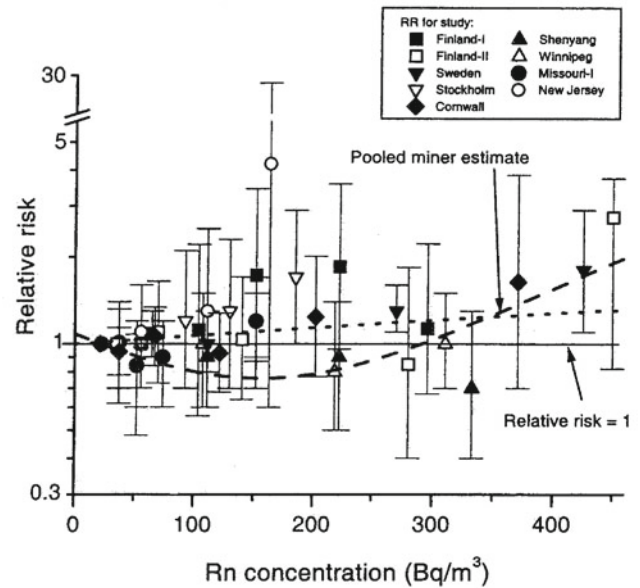 RR for study:
Finland-I Shenyang
Finland-II Winnipeg
Sweden Missouri-I
Stockholm New Jersey
Cornwall
30
5
Pooled miner estimate
Relative risk
1
Relative risk = 1
0.3
0 100 200 300 400
Rn concentration (Bq/m³)